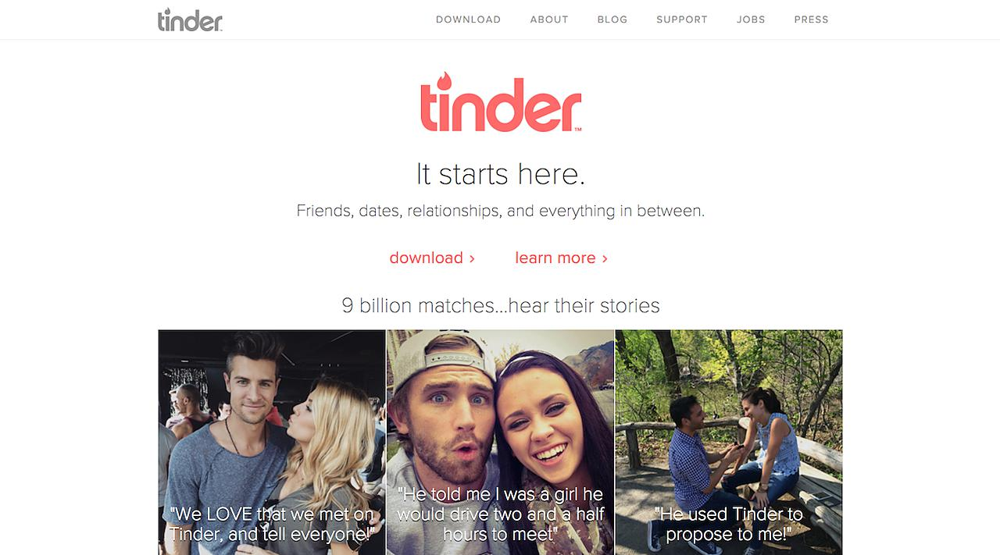 tinder
DOWNLOAD ABOUT BLOG SUPPORT JOBS PRESS
tinder™
It starts here.
Friends, dates, relationships, and everything in between.
download › learn more ›
9 billion matches...hear their stories
"We LOVE that we met on
Tinder, and tell everyone!"
"He told me I was a girl he
would drive two and a half
hours to meet"
"He used Tinder to
propose to me!"